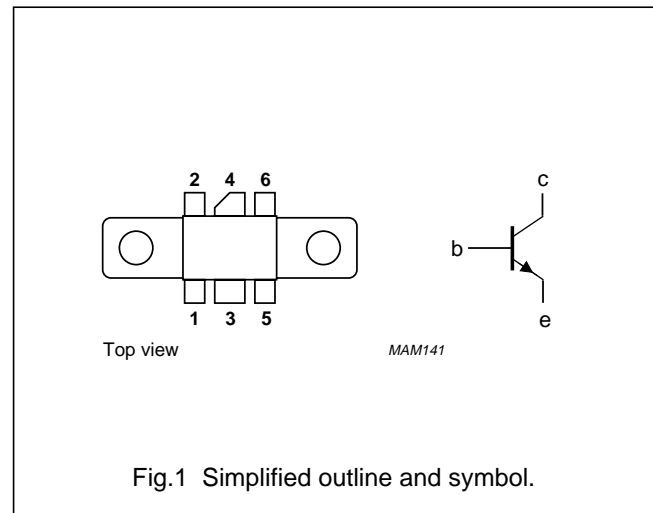 2 4 6
c
b
1 3 5
e
Top view MAM141
Fig.1 Simplified outline and symbol.